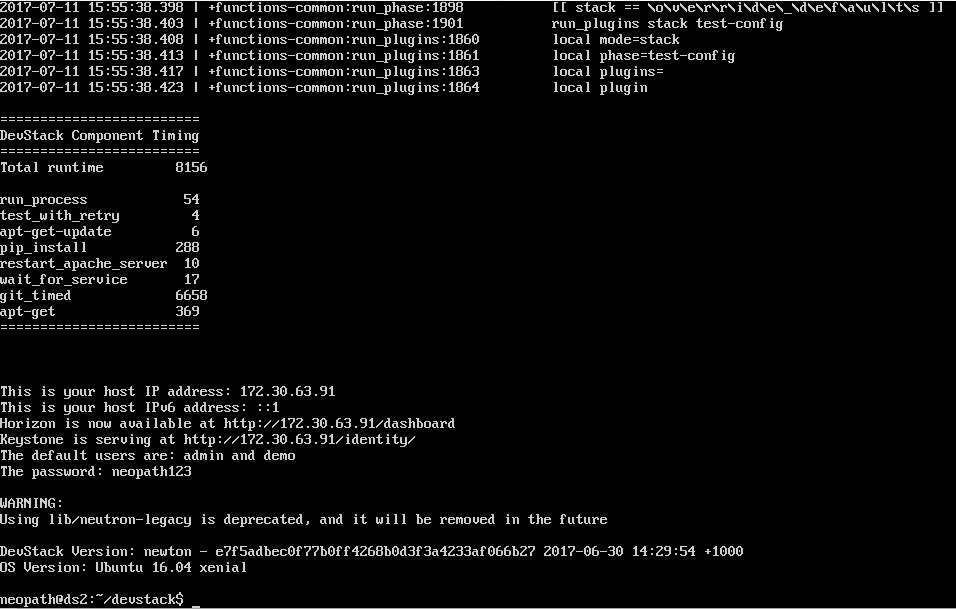 2017-07-11 15:55:38.398 | +functions-common:run_phase:1898 [[ stack == \o\v\e\r\r\i\d\e\_\d\e\f\a\u\l\t\s ]]
2017-07-11 15:55:38.403 | +functions-common:run_phase:1901 run_plugins stack test-config
2017-07-11 15:55:38.408 | +functions-common:run_plugins:1860 local mode=stack
2017-07-11 15:55:38.413 | +functions-common:run_plugins:1861 local phase=test-config
2017-07-11 15:55:38.417 | +functions-common:run_plugins:1863 local plugins=
2017-07-11 15:55:38.423 | +functions-common:run_plugins:1864 local plugin
=========================
DevStack Component Timing
=========================
Total runtime 8156
run_process 54
test_with_retry 4
apt-get-update 6
pip_install 288
restart_apache_server 10
wait_for_service 17
git_timed 6658
apt-get 369
=========================
This is your host IP address: 172.30.63.91
This is your host IPv6 address: ::1
Horizon is now available at http://172.30.63.91/dashboard
Keystone is serving at http://172.30.63.91/identity/
The default users are: admin and demo
The password: neopath123
WARNING:
Using lib/neutron-legacy is deprecated, and it will be removed in the future
DevStack Version: newton - e7f5adbec0f77b0ff4268b0d3f3a4233af066b27 2017-06-30 14:29:54 +1000
OS Version: Ubuntu 16.04 xenial
neopath@ds2:~/devstack$ _